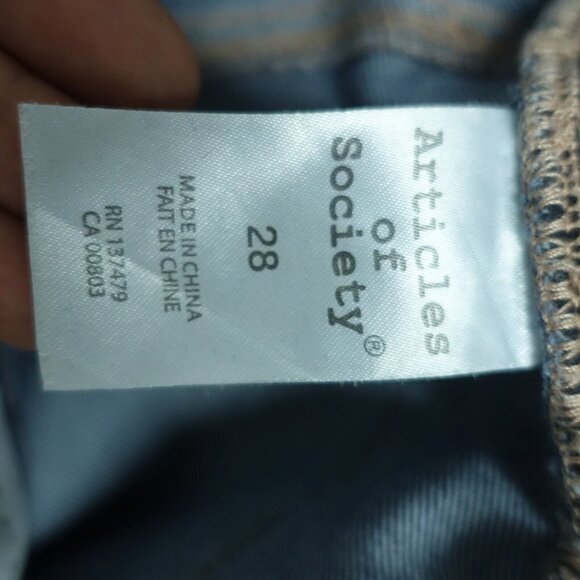 Articles
of
Society®
28
MADE IN CHINA
FAIT EN CHINE
RN 137479
CA 00803